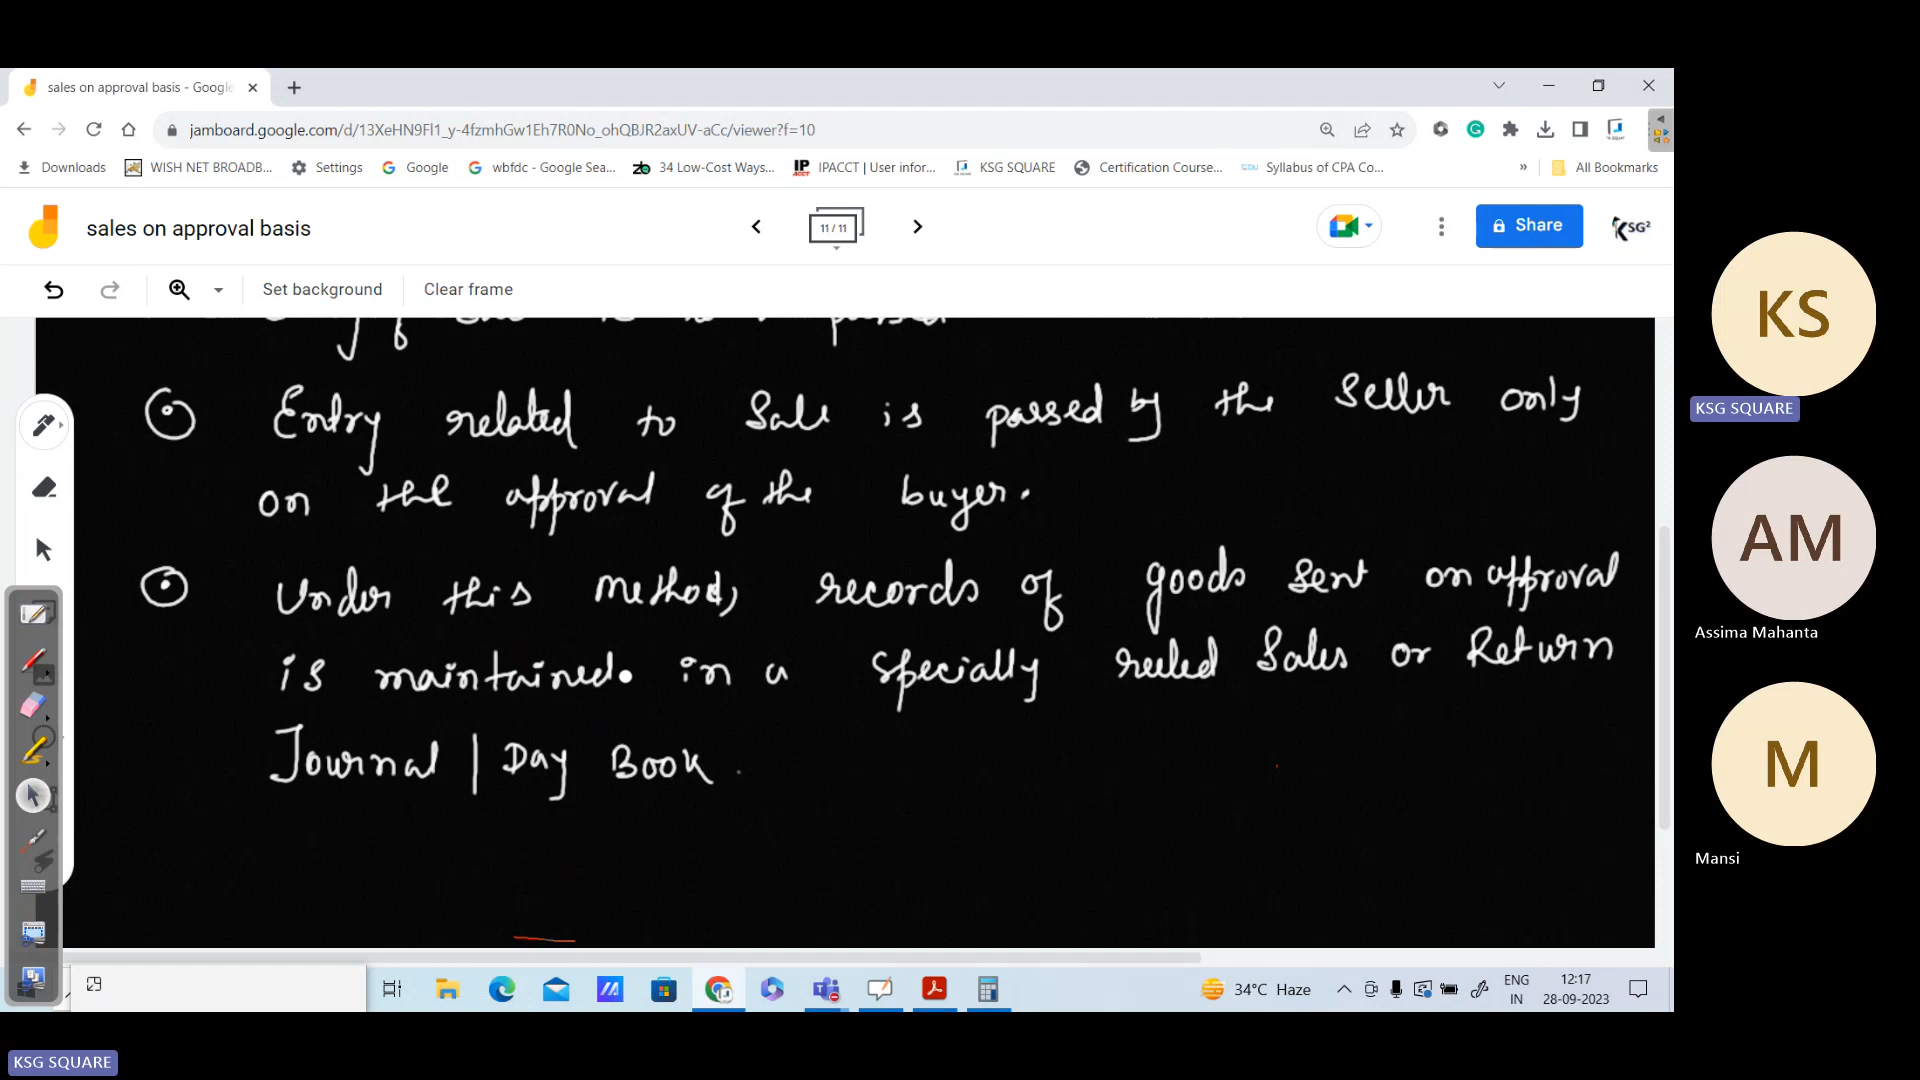 sales on approval basis - Google
jamboard.google.com/d/13XeHN9Fl1_y-4fzmhGw1Eh7R0No_ohQBJR2axUV-aCc/viewer?f=10
Downloads WISH NET BROADB... Settings Google wbfdc - Google Sea... 34 Low-Cost Ways... IPACCT | User infor... KSG SQUARE Certification Course... Syllabus of CPA Co... » All Bookmarks
sales on approval basis 11 / 11 Share KSG²
Set background Clear frame
passed
Entry related to Sale is passed by the Seller only
on the approval of the buyer.
Under this method, records of goods sent on approval
is maintained. in a specially reeled Sales or Return
Journal | Day Book
34°C Haze ENG 12:17
IN 28-09-2023
KS
KSG SQUARE
AM
Assima Mahanta
M
Mansi
KSG SQUARE